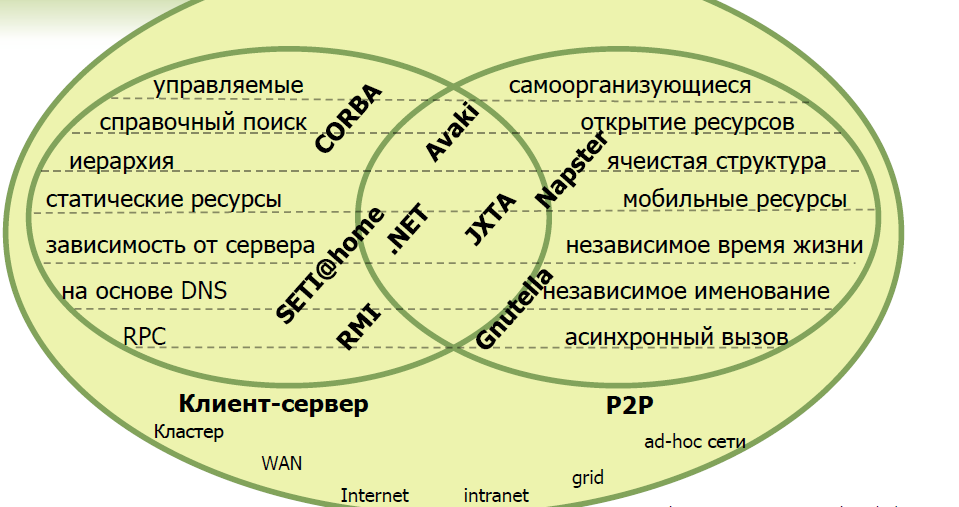 управляемые
самоорганизующиеся
CORBA
Avaki
справочный поиск
открытие ресурсов
иерархия
Napster
ячеистая структура
статические ресурсы
мобильные ресурсы
.NET
JXTA
зависимость от сервера
независимое время жизни
SETI@home
на основе DNS
независимое именование
Gnutella
RMI
RPC
асинхронный вызов
Клиент-сервер
P2P
Кластер
ad-hoc сети
WAN
grid
Internet
intranet